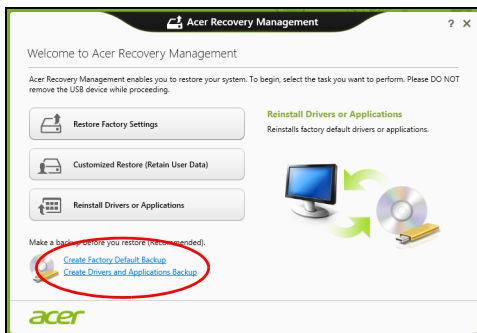 Acer Recovery Management
? X
Welcome to Acer Recovery Management
Acer Recovery Management enables you to restore your system. To begin, select the task you want to perform. Please DO NOT
remove the USB device while proceeding.
Restore Factory Settings
Customized Restore (Retain User Data)
Reinstall Drivers or Applications
Reinstall Drivers or Applications
Reinstalls factory default drivers or applications.
Make a backup before you restore (Recommended).
Create Factory Default Backup
Create Drivers and Applications Backup
acer